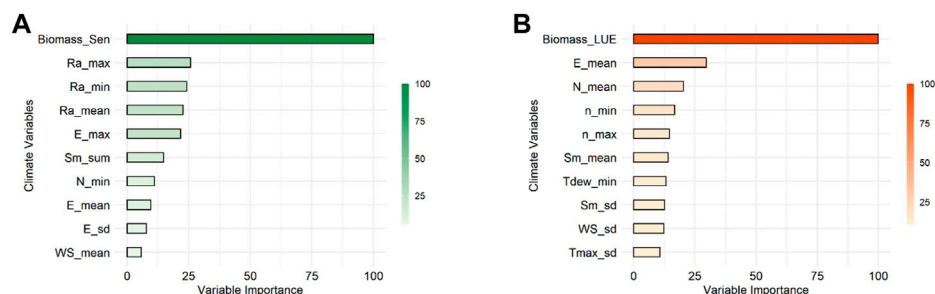 A
Climate Variables
Biomass_Sen
Ra_max
Ra_min
Ra_mean
E_max
Sm_sum
N_min
E_mean
E_sd
WS_mean
0 25 50 75 100
Variable Importance
100
75
50
25
B
Climate Variables
Biomass_LUE
E_mean
N_mean
n_min
n_max
Sm_mean
Tdew_min
Sm_sd
WS_sd
Tmax_sd
0 25 50 75 100
Variable Importance
100
75
50
25